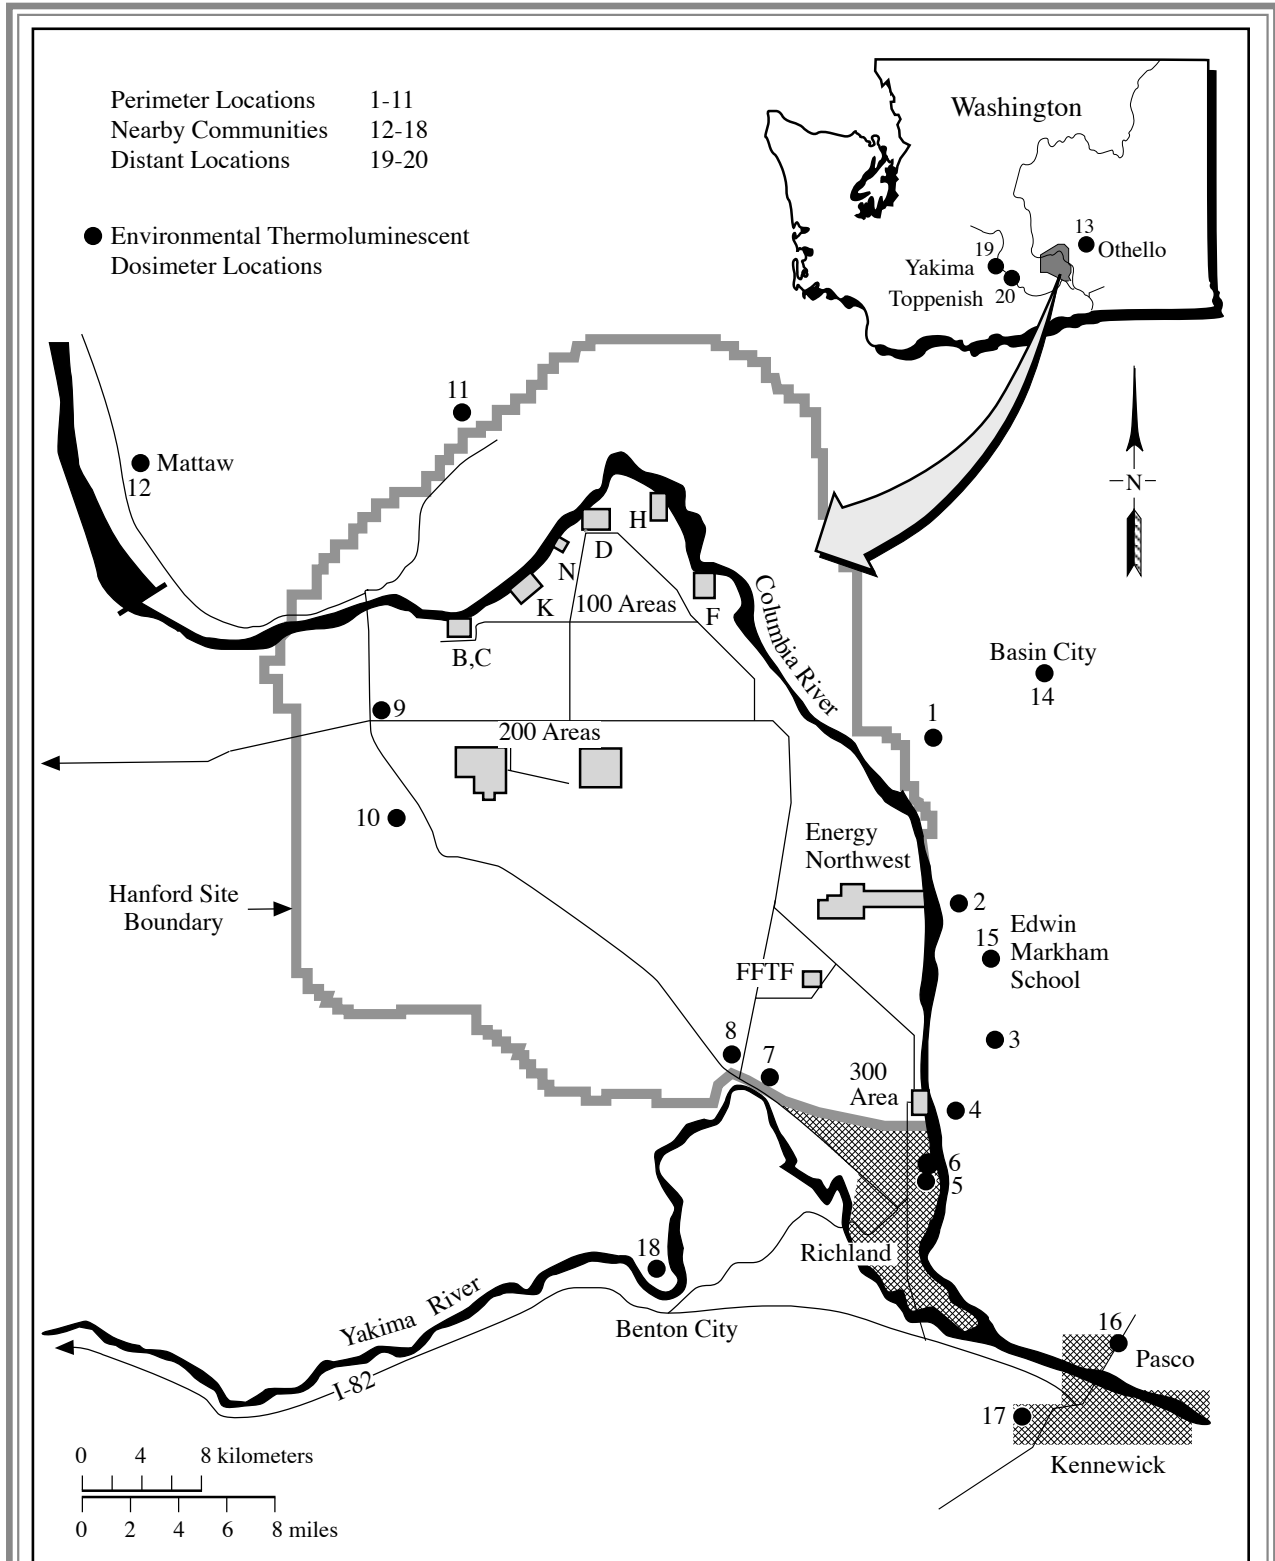 Perimeter Locations 1-11
Nearby Communities 12-18
Distant Locations 19-20
Environmental Thermoluminescent
Dosimeter Locations
Washington
13
Othello
19
Yakima
Toppenish 20
11
Mattaw
12
N
H
D
N
K
100 Areas
F
B,C
Columbia River
Basin City
14
9
1
200 Areas
10
Energy
Northwest
Hanford Site
Boundary
2
15
Edwin
Markham
School
FFTF
3
8
7
300
Area
4
6
5
18
Richland
Yakima River
Benton City
I-82
16
Pasco
17
Kennewick
0 4 8 kilometers
0 2 4 6 8 miles